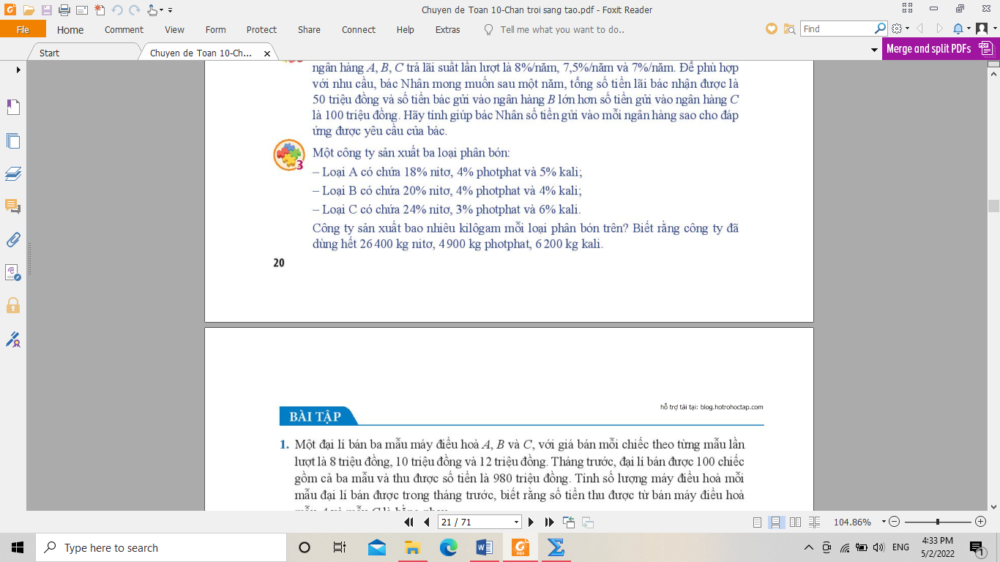 Chuyen de Toan 10-Chan troi sang tao.pdf - Foxit Reader
File Home Comment View Form Protect Share Connect Help Extras Tell me what you want to do.. Find
Start Chuyen de Toan 10-Ch... Merge and split PDFs
ngân hàng A, B, C trả lãi suất lần lượt là 8%/năm, 7,5%/năm và 7%/năm. Để phù hợp
với nhu cầu, bác Nhân mong muốn sau một năm, tổng số tiền lãi bác nhận được là
50 triệu đồng và số tiền bác gửi vào ngân hàng B lớn hơn số tiền gửi vào ngân hàng C
là 100 triệu đồng. Hãy tính giúp bác Nhân số tiền gửi vào mỗi ngân hàng sao cho đáp
ứng được yêu cầu của bác.
3 Một công ty sản xuất ba loại phân bón:
– Loại A có chứa 18% nitơ, 4% photphat và 5% kali;
– Loại B có chứa 20% nitơ, 4% photphat và 4% kali;
– Loại C có chứa 24% nitơ, 3% photphat và 6% kali.
Công ty sản xuất bao nhiêu kilôgam mỗi loại phân bón trên? Biết rằng công ty đã
dùng hết 26 400 kg nitơ, 4 900 kg photphat, 6 200 kg kali.
20
hỗ trợ tải tại: blog.hotrohoctap.com
BÀI TẬP
1. Một đại lí bán ba mẫu máy điều hoà A, B và C, với giá bán mỗi chiếc theo từng mẫu lần
lượt là 8 triệu đồng, 10 triệu đồng và 12 triệu đồng. Tháng trước, đại lí bán được 100 chiếc
gồm cả ba mẫu và thu được số tiền là 980 triệu đồng. Tính số lượng máy điều hoà mỗi
mẫu đại lí bán được trong tháng trước, biết rằng số tiền thu được từ bán máy điều hoà
mẫu A và mẫu C là bằng nhau.
21 / 71 104.86%
Type here to search ENG 4:33 PM
5/2/2022 1